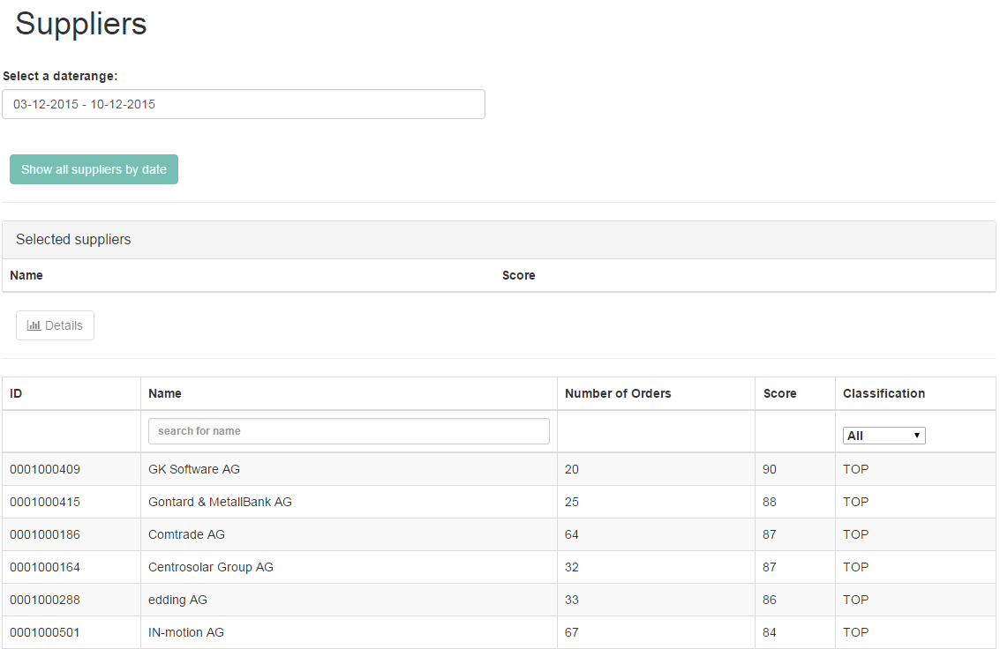 Suppliers
Select a daterange:
03-12-2015 - 10-12-2015
Show all suppliers by date
Selected suppliers
Name Score
Details
ID Name Number of Orders Score Classification
search for name All
0001000409 GK Software AG 20 90 TOP
0001000415 Gontard & MetallBank AG 25 88 TOP
0001000186 Comtrade AG 64 87 TOP
0001000164 Centrosolar Group AG 32 87 TOP
0001000288 edding AG 33 86 TOP
0001000501 IN-motion AG 67 84 TOP